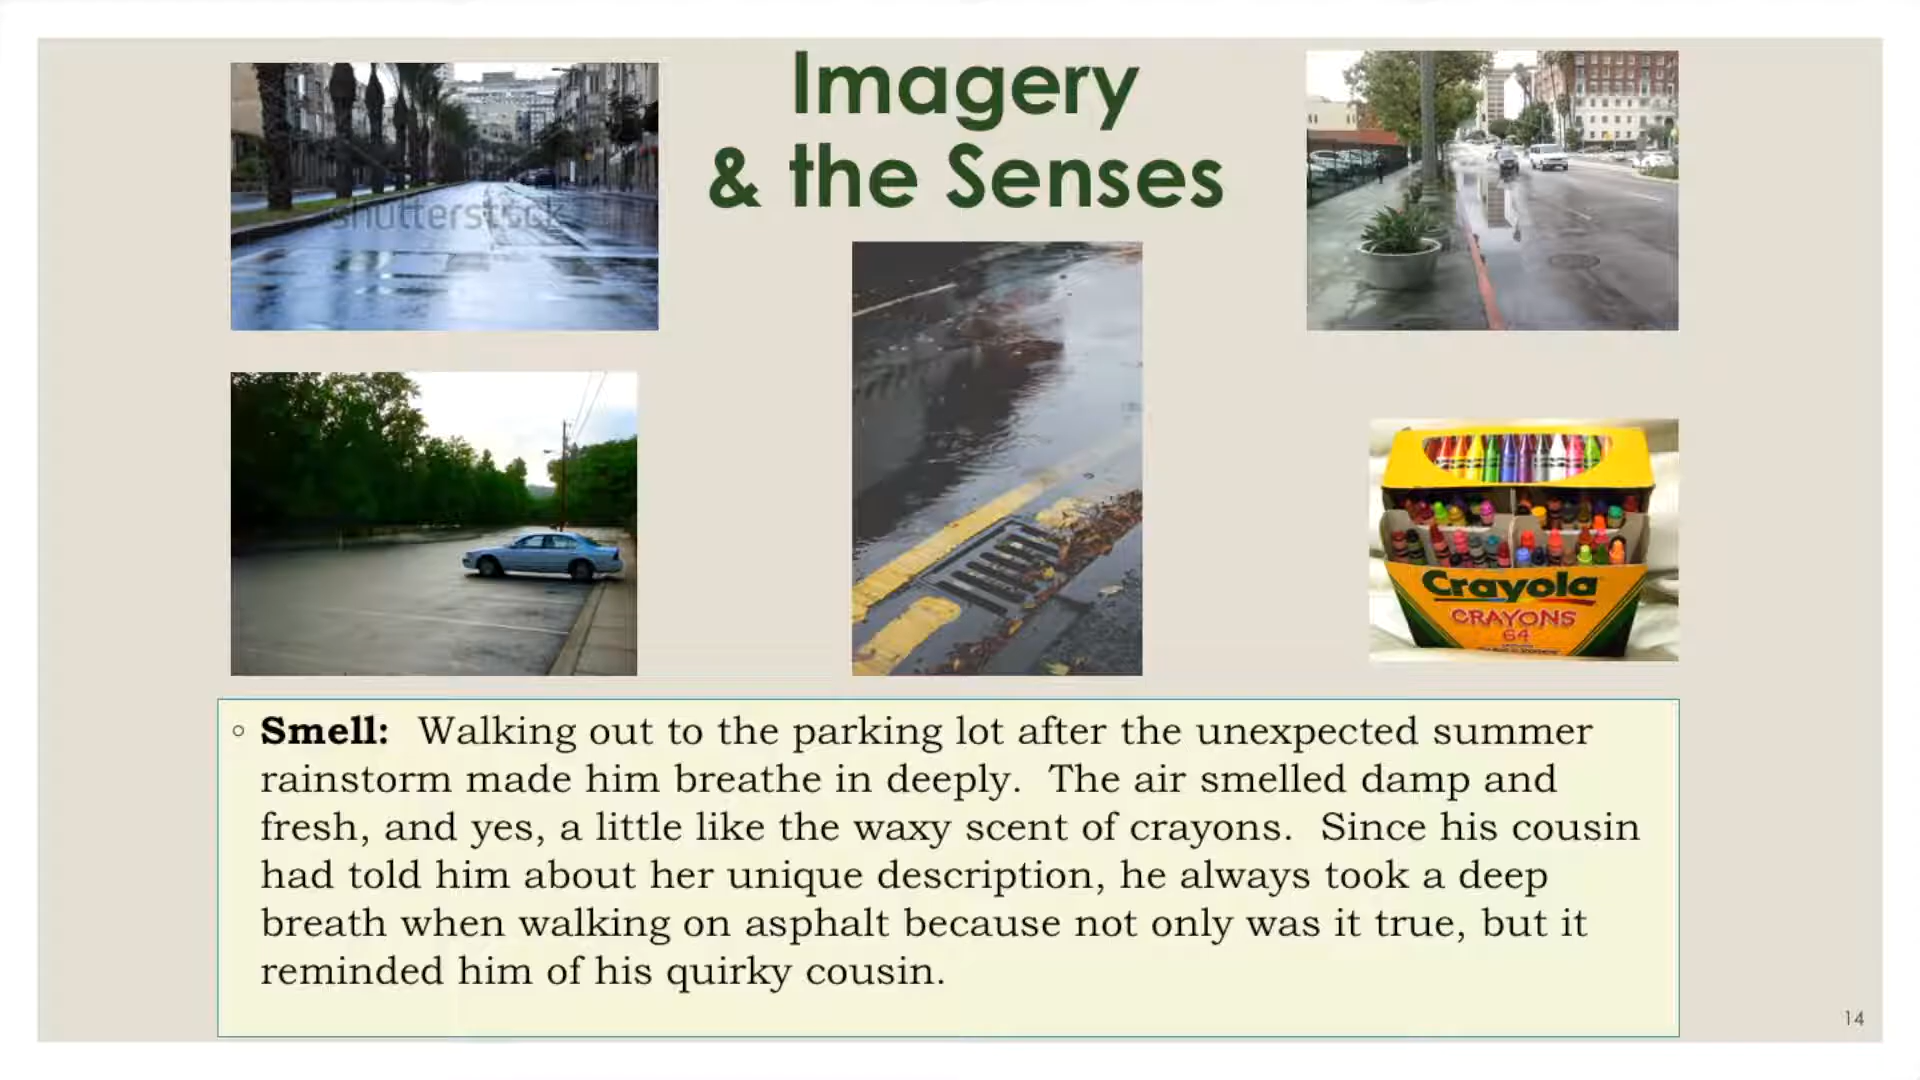 Imagery
& the Senses
shutterstock
Crayola
CRAYONS
64
◦ Smell: Walking out to the parking lot after the unexpected summer
rainstorm made him breathe in deeply. The air smelled damp and
fresh, and yes, a little like the waxy scent of crayons. Since his cousin
had told him about her unique description, he always took a deep
breath when walking on asphalt because not only was it true, but it
reminded him of his quirky cousin.
14